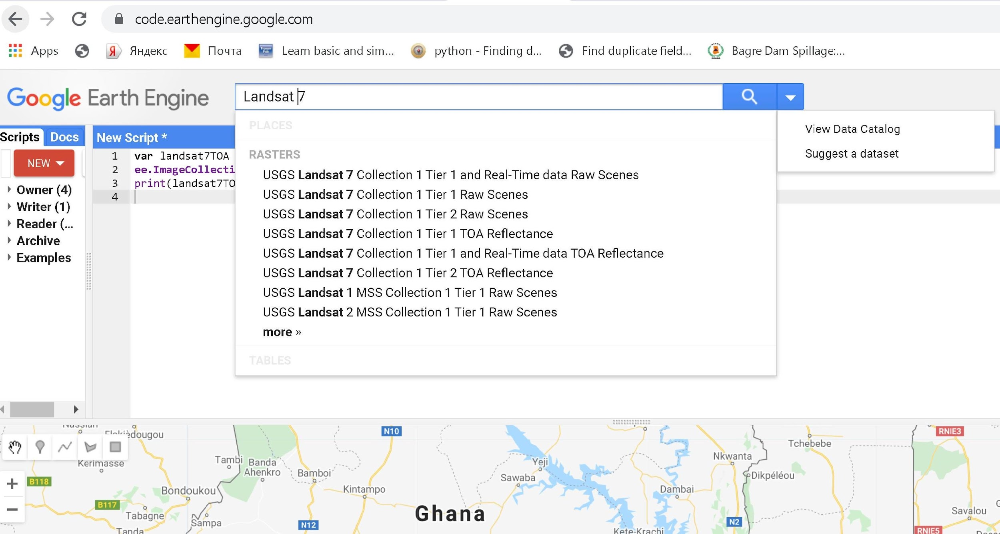 code.earthengine.google.com
Apps
Яндекс
Почта
Learn basic and sim...
python - Finding d...
Find duplicate field...
Bagre Dam Spillage:...
Google Earth Engine
Landsat 7
PLACES
RASTERS
USGS Landsat 7 Collection 1 Tier 1 and Real-Time data Raw Scenes
USGS Landsat 7 Collection 1 Tier 1 Raw Scenes
USGS Landsat 7 Collection 1 Tier 2 Raw Scenes
USGS Landsat 7 Collection 1 Tier 1 TOA Reflectance
USGS Landsat 7 Collection 1 Tier 1 and Real-Time data TOA Reflectance
USGS Landsat 7 Collection 1 Tier 2 TOA Reflectance
USGS Landsat 1 MSS Collection 1 Tier 1 Raw Scenes
USGS Landsat 2 MSS Collection 1 Tier 1 Raw Scenes
more »
TABLES
View Data Catalog
Suggest a dataset
Scripts
Docs
NEW
Owner (4)
Writer (1)
Reader (...
Archive
Examples
New Script *
1 var landsat7TOA
2 ee.ImageCollecti
3 print(landsat7TO
4
N10
RNIE3
Tchebebe
Tambi
Banda
Ahenkro
Bamboi
Kerimasse
Yeji
Nkwanta
Sawaba
Dikpéléou
B118
Bondoukou
Kintampo
Dambai
B117
Tabagne
Sampa
Ghana
Savalou
N12
N2
Tanda
Kete-Krachi
RNIE5